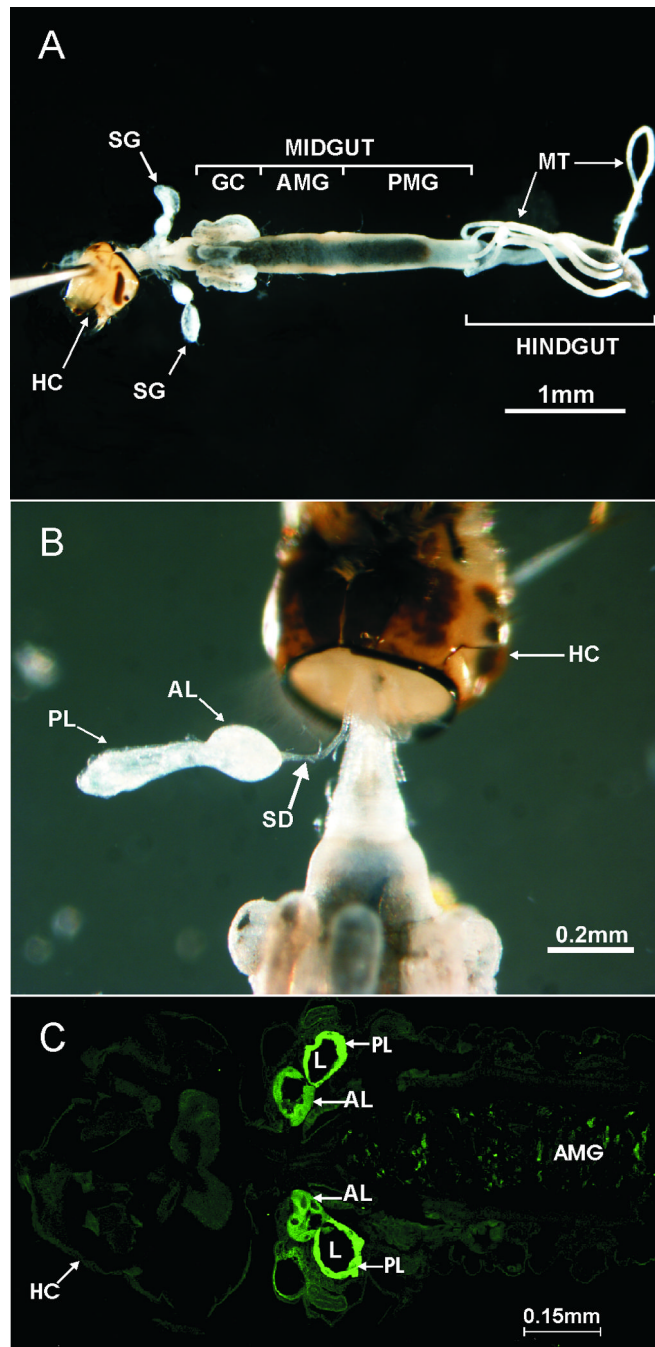 A
SG
MIDGUT
GC AMG PMG
MT
HC
SG
HINDGUT
1mm
B
HC
AL
PL
SD
0.2mm
C
L PL
AL
AMG
AL
L
PL
HC
0.15mm